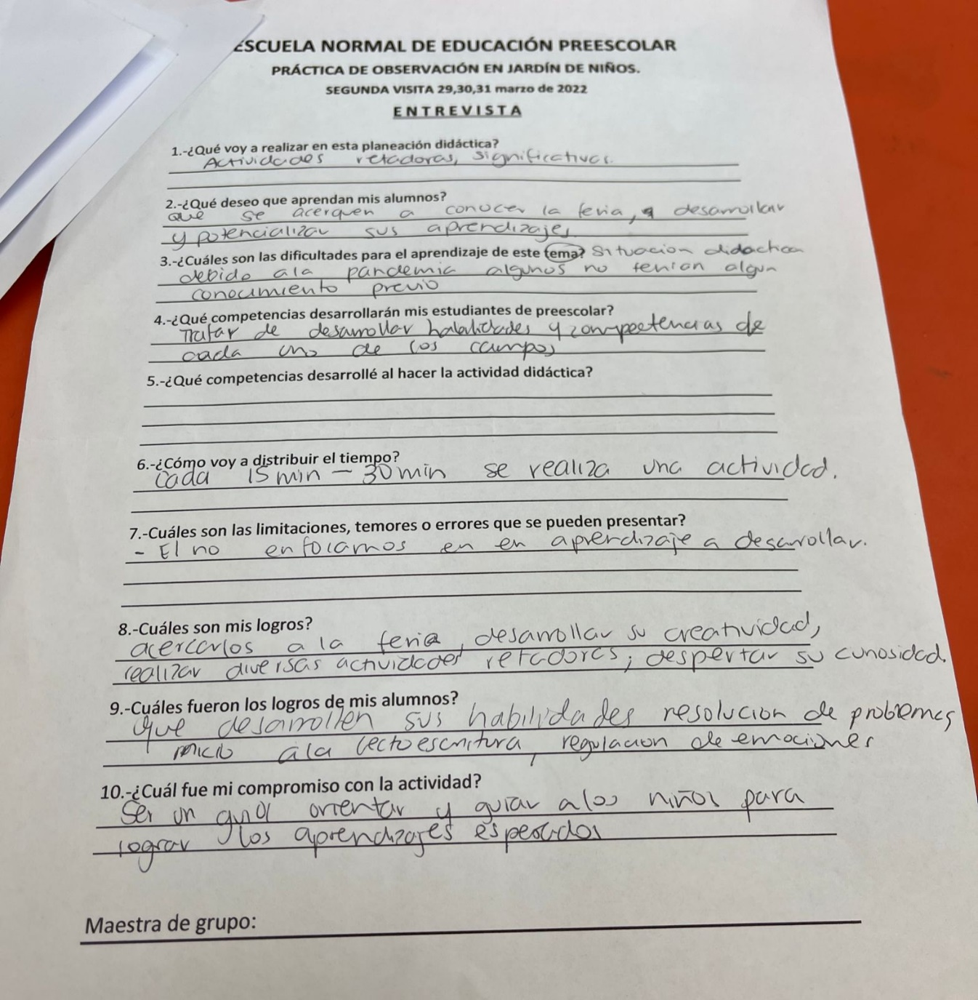 ESCUELA NORMAL DE EDUCACIÓN PREESCOLAR
PRÁCTICA DE OBSERVACIÓN EN JARDÍN DE NIÑOS.
SEGUNDA VISITA 29,30,31 marzo de 2022
ENTREVISTA
1.-¿Qué voy a realizar en esta planeación didáctica?
Actividades retadoras, significativas.
2.-¿Qué deseo que aprendan mis alumnos?
que se acerquen a conocer la feria, a desarrollar
y potencializar sus aprendizajes
3.-¿Cuáles son las dificultades para el aprendizaje de este tema? Situacion didactica
debido ala pandemia algunos no tenian algun
conocimiento previo
4.-¿Qué competencias desarrollarán mis estudiantes de preescolar?
Tratar de desarrollar habilidades y compeetencias de
cada uno de los campos
5.-¿Qué competencias desarrollé al hacer la actividad didáctica?
6.-¿Cómo voy a distribuir el tiempo?
Cada 15 min - 30 min se realiza una actividad.
7.-Cuáles son las limitaciones, temores o errores que se pueden presentar?
- El no enfocarnos en en aprendizaje a desarrollar.
8.-Cuáles son mis logros?
acercarlos a la feria, desarrollar su creatividad,
realizar diversas actividades retadoras; despertar su curiosidad.
9.-Cuáles fueron los logros de mis alumnos?
que desarrollen sus habilidades resolucion de problemas
inicio ala lectoescritura, regulacion de emociones
10.-¿Cuál fue mi compromiso con la actividad?
Ser un guia orientar y guiar a los niños para
lograr los aprendizajes esperados
Maestra de grupo: